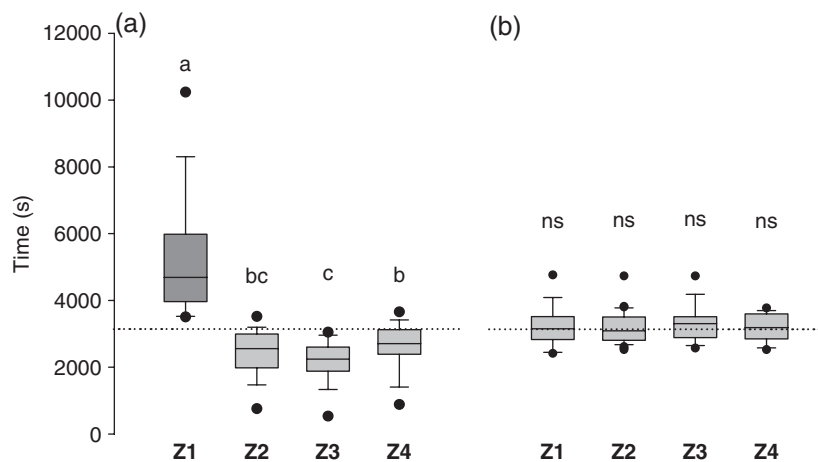 (a) (b)
12000
a
10000
8000
Time (s)
6000
ns ns ns ns
bc c b
4000
2000
0
Z1 Z2 Z3 Z4 Z1 Z2 Z3 Z4